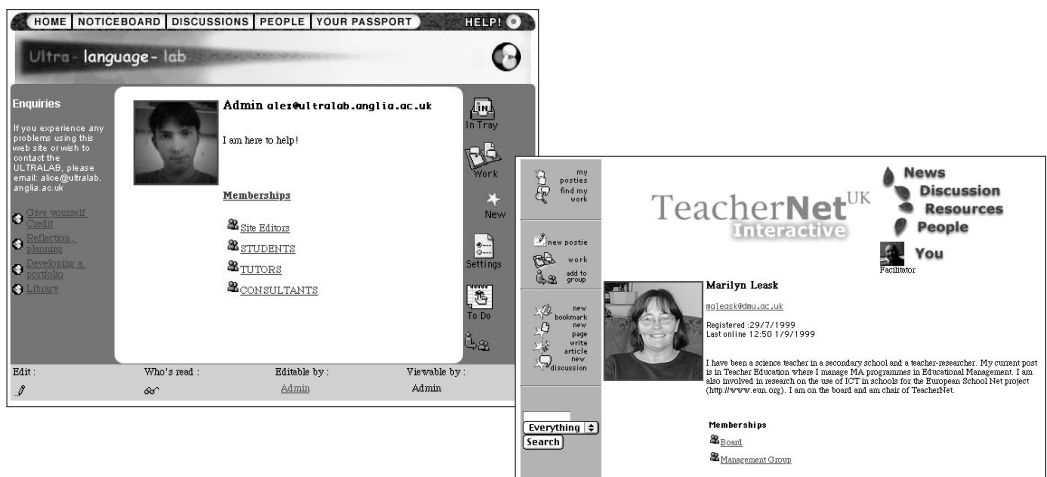 HOME NOTICEBOARD DISCUSSIONS PEOPLE YOUR PASSPORT HELP!
Ultra-language-lab
Enquiries
If you experience any
problems using this
web site or wish to
contact the
ULTRALAB, please
email: alice@ultralab.
anglia.ac.uk
Give yourself
Credit
Reflection,
planning
Developing a
portfolio
Library
Admin alex@ultralab.anglia.ac.uk
I am here to help!
Memberships
Site Editors
STUDENTS
TUTORS
CONSULTANTS
IN
In Tray
Work
New
Settings
To Do
Edit : Who's read : Editable by : Viewable by :
Admin Admin
my
posties
find my
work
new postie
work
add to
group
new
bookmark
new
page
write
article
new
discussion
Everything
Search
TeacherNet UK
Interactive
News
Discussion
Resources
People
You
Facilitator
Marilyn Leask
mqleask@dmu.ac.uk
Registered :29/7/1999
Last online 12:50 1/9/1999
I have been a science teacher in a secondary school and a teacher-researcher. My current post
is in Teacher Education where I manage MA programmes in Educational Management. I am
also involved in research on the use of ICT in schools for the European School Net project
(http://www.eun.org). I am on the board and am chair of TeacherNet.
Memberships
Board
Management Group